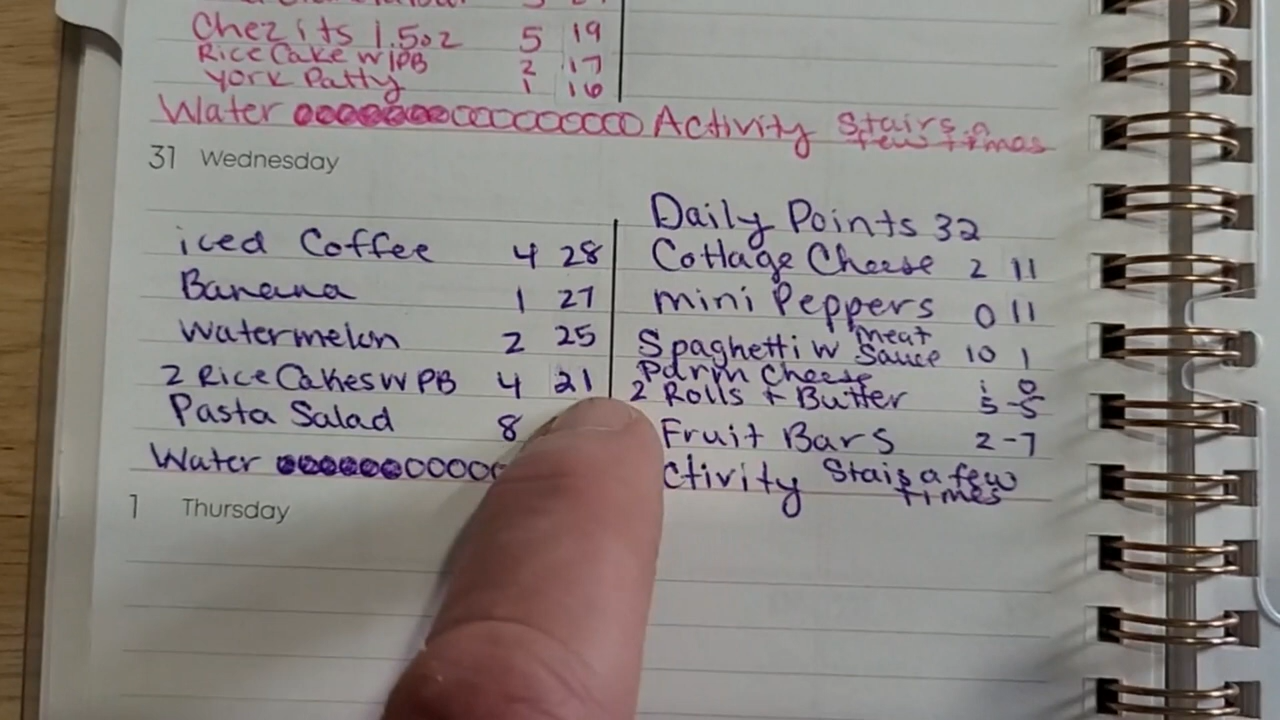 Chezits 1.5oz 5 19
Rice Cake w PB 2 17
York Patty 1 16
Water Activity Stairs a few times
31 Wednesday
iced Coffee 4 28
Banana 1 27
Watermelon 2 25
2 Rice Cakes w PB 4 21
Pasta Salad 8
Water
Daily Points 32
Cottage Cheese 2 11
mini Peppers 0 11
Spaghetti w meat Sauce 10 1
Parm Cheese 1 0
2 Rolls + Butter 5 -5
Fruit Bars 2 -7
ctivity Stais a few times
1 Thursday